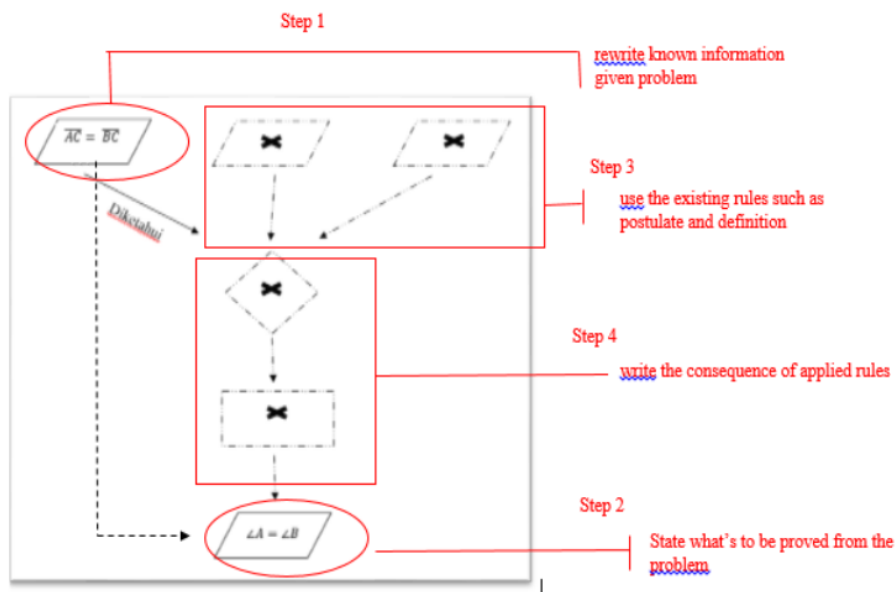 Step 1
rewrite known information
given problem
AC = BC
Step 3
use the existing rules such as
postulate and definition
Diketahui
Step 4
write the consequence of applied rules
Step 2
∠A = ∠B
State what's to be proved from the
problem